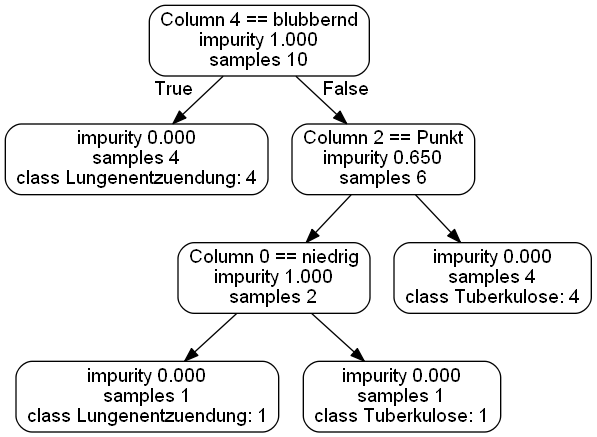 Column 4 == blubbernd
impurity 1.000
samples 10
True
False
impurity 0.000
samples 4
class Lungenentzuendung: 4
Column 2 == Punkt
impurity 0.650
samples 6
Column 0 == niedrig
impurity 1.000
samples 2
impurity 0.000
samples 4
class Tuberkulose: 4
impurity 0.000
samples 1
class Lungenentzuendung: 1
impurity 0.000
samples 1
class Tuberkulose: 1